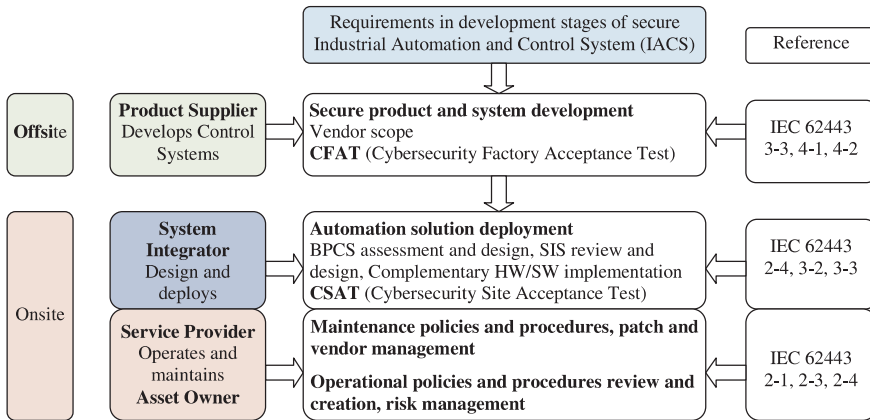 Requirements in development stages of secure
Industrial Automation and Control System (IACS)
Reference
Offsite
Product Supplier
Develops Control
Systems
Secure product and system development
Vendor scope
CFAT (Cybersecurity Factory Acceptance Test)
IEC 62443
3-3, 4-1, 4-2
Onsite
System
Integrator
Design and
deploys
Automation solution deployment
BPCS assessment and design, SIS review and
design, Complementary HW/SW implementation
CSAT (Cybersecurity Site Acceptance Test)
IEC 62443
2-4, 3-2, 3-3
Service Provider
Operates and
maintains
Asset Owner
Maintenance policies and procedures, patch and
vendor management
Operational policies and procedures review and
creation, risk management
IEC 62443
2-1, 2-3, 2-4